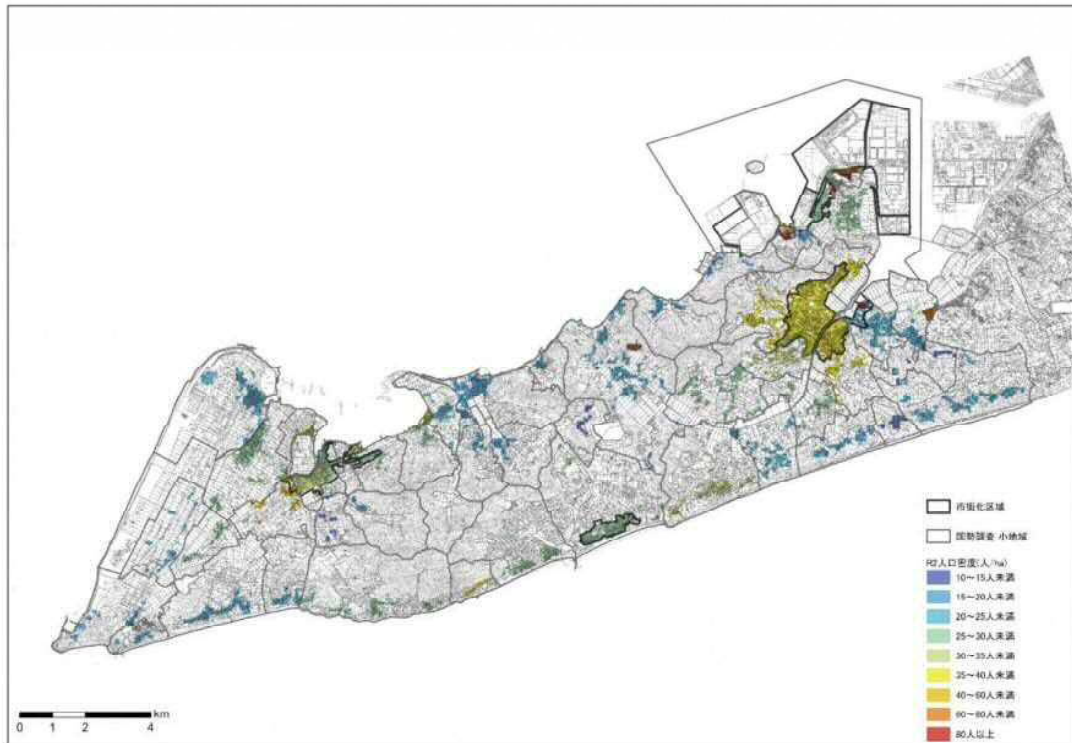 市街化区域
国勢調査 小地域
R2人口密度(人/ha)
10~15人未満
15~20人未満
20~25人未満
25~30人未満
30~35人未満
35~40人未満
40~60人未満
60~80人未満
80人以上
km
0 1 2 4